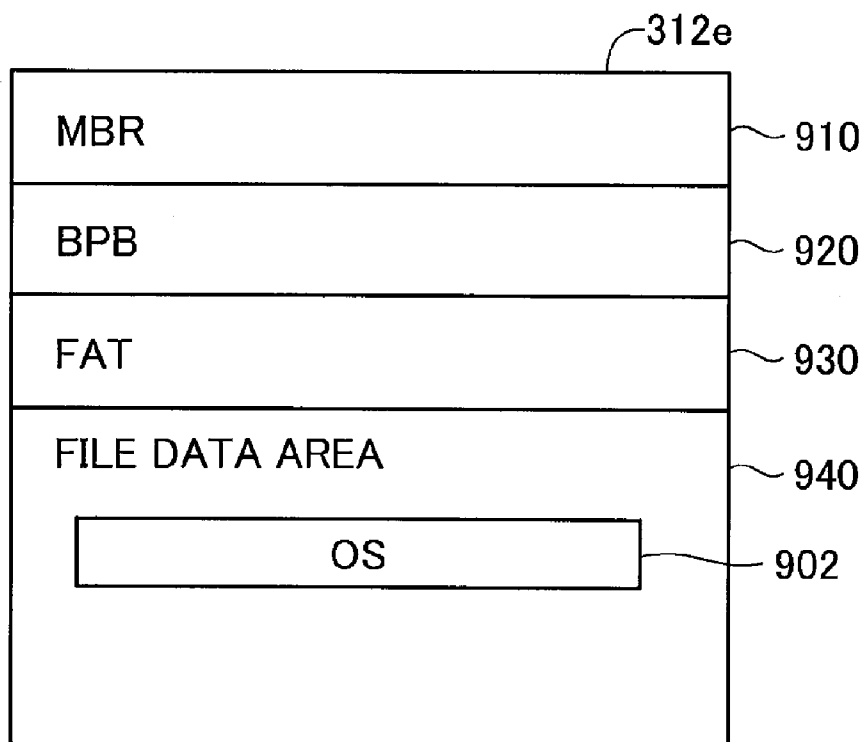 312e
MBR
910
BPB
920
FAT
930
FILE DATA AREA
940
OS
902